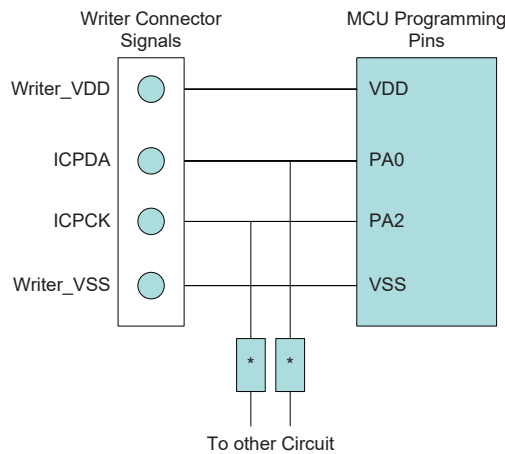 Writer Connector
Signals
MCU Programming
Pins
Writer_VDD
VDD
ICPDA
PA0
ICPCK
PA2
Writer_VSS
VSS
* *
To other Circuit